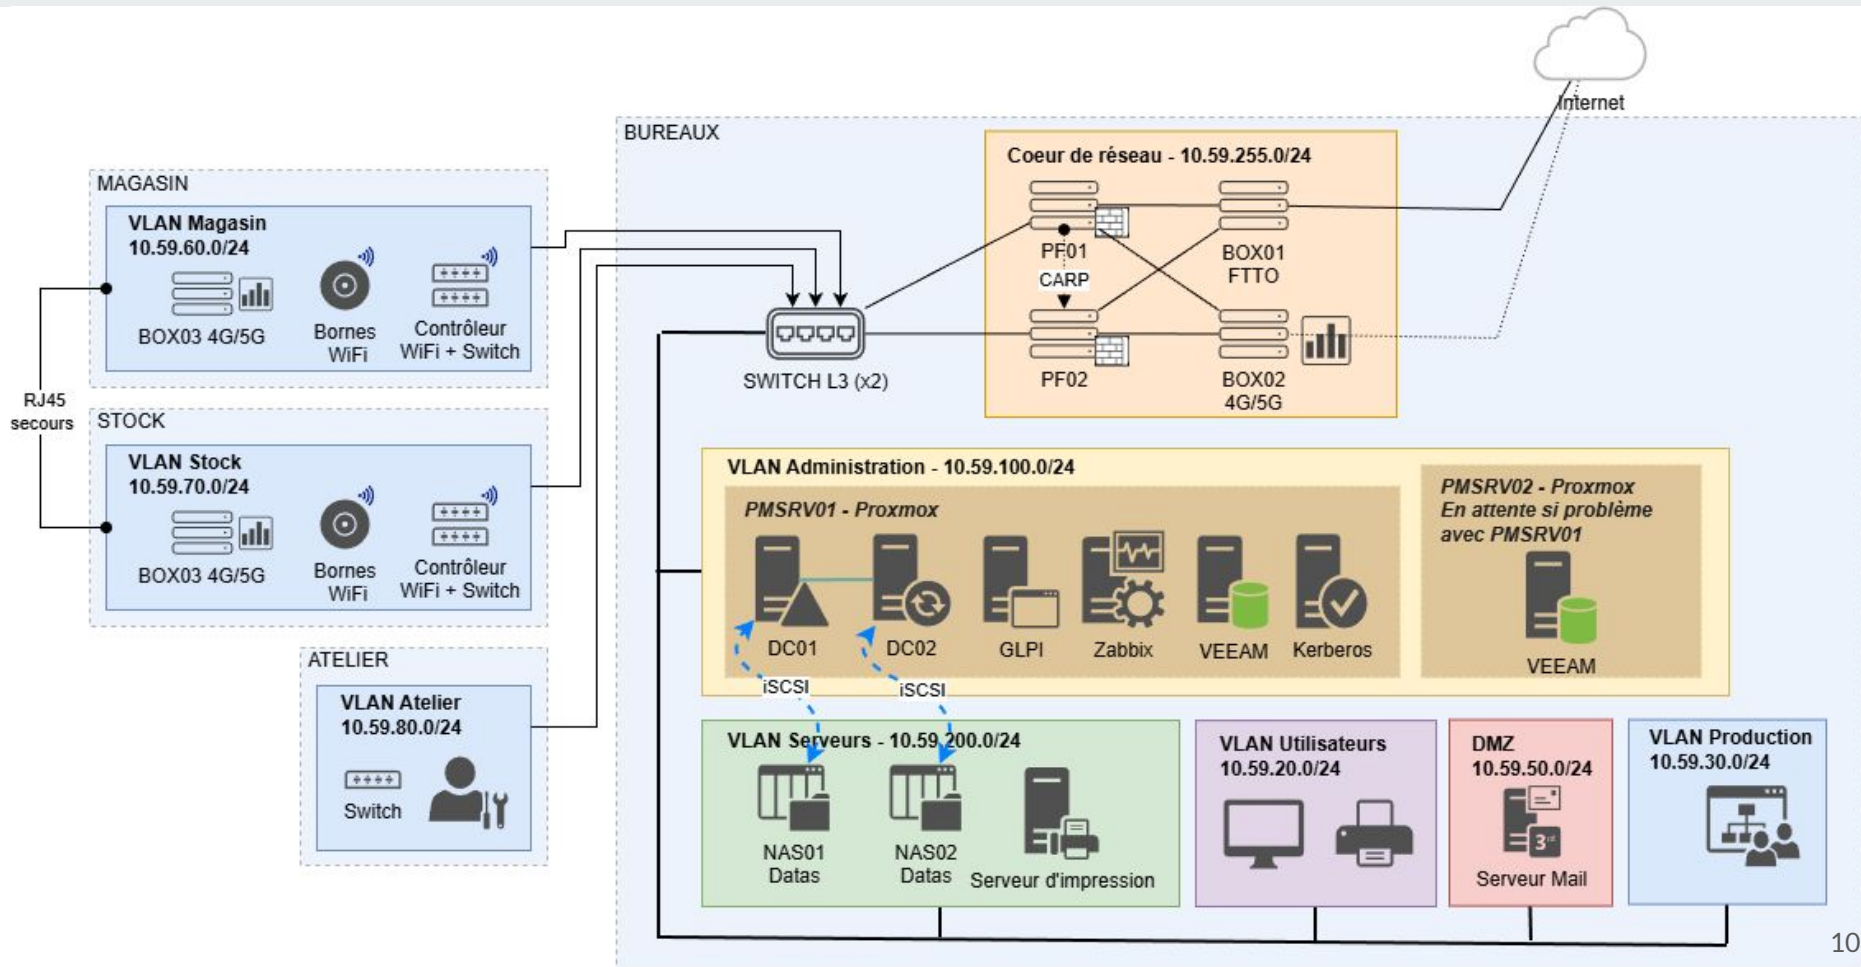 Internet
BUREAUX
Coeur de réseau - 10.59.255.0/24
PF01
CARP
PF02
BOX01
FTTO
BOX02
4G/5G
MAGASIN
VLAN Magasin
10.59.60.0/24
BOX03 4G/5G
Bornes
WiFi
Contrôleur
WiFi + Switch
RJ45
secours
STOCK
VLAN Stock
10.59.70.0/24
BOX03 4G/5G
Bornes
WiFi
Contrôleur
WiFi + Switch
ATELIER
VLAN Atelier
10.59.80.0/24
Switch
SWITCH L3 (x2)
VLAN Administration - 10.59.100.0/24
PMSRV01 - Proxmox
DC01
DC02
GLPI
Zabbix
VEEAM
Kerberos
PMSRV02 - Proxmox
En attente si problème
avec PMSRV01
VEEAM
iSCSI
iSCSI
VLAN Serveurs - 10.59.200.0/24
NAS01
Datas
NAS02
Datas
Serveur d'impression
VLAN Utilisateurs
10.59.20.0/24
DMZ
10.59.50.0/24
3rd
Serveur Mail
VLAN Production
10.59.30.0/24
10